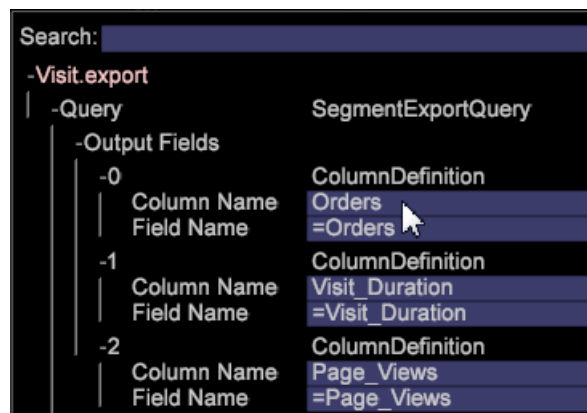 Search:
-Visit.export
-Query SegmentExportQuery
-Output Fields
-0 ColumnDefinition
Column Name Orders
Field Name =Orders
-1 ColumnDefinition
Column Name Visit_Duration
Field Name =Visit_Duration
-2 ColumnDefinition
Column Name Page_Views
Field Name =Page_Views